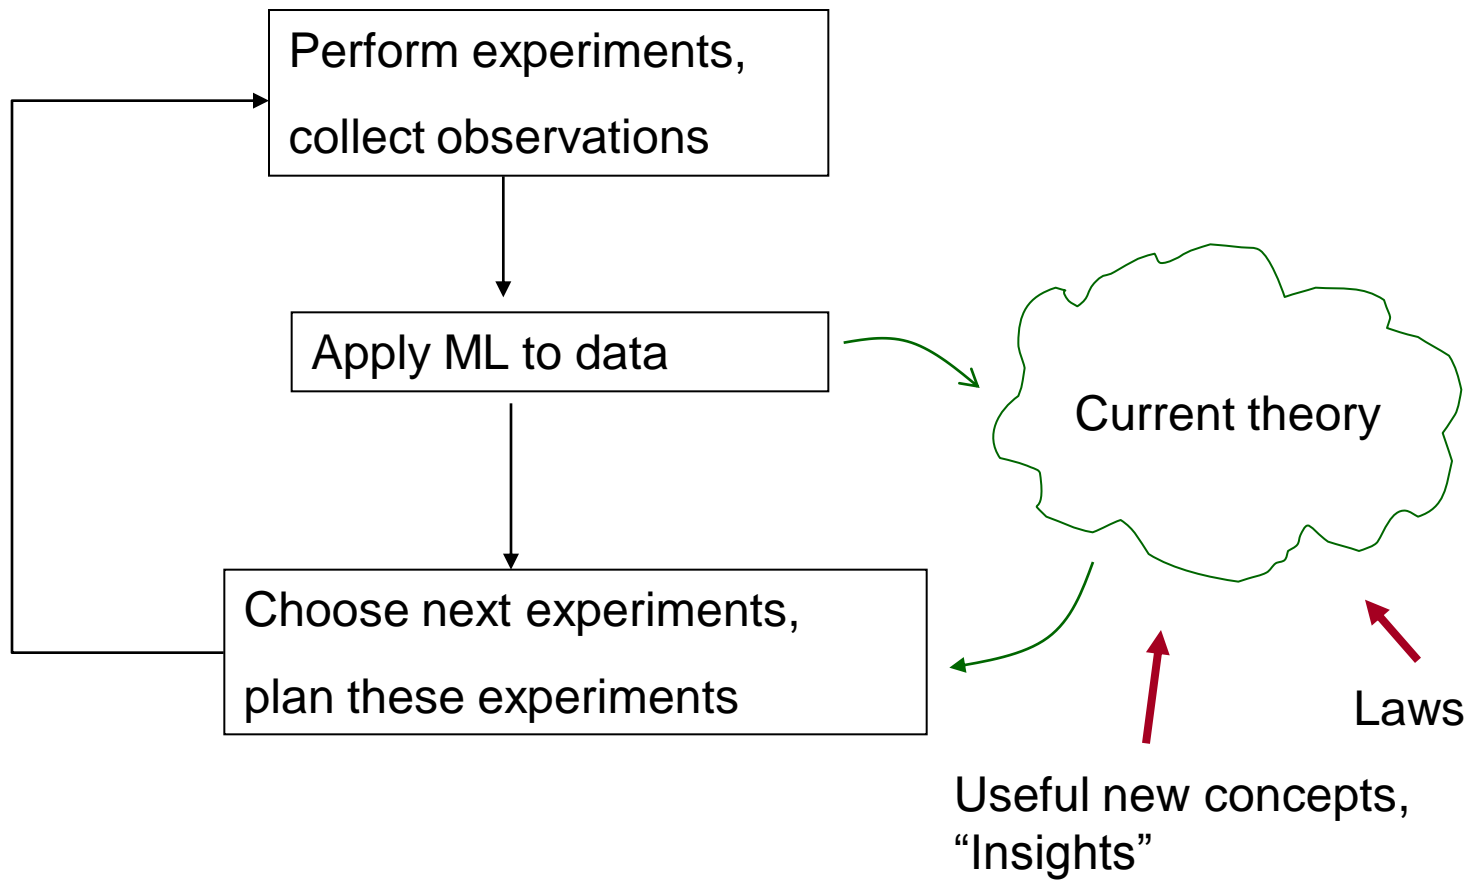 Perform experiments,
collect observations
Apply ML to data
Current theory
Choose next experiments,
plan these experiments
Laws
Useful new concepts,
“Insights”